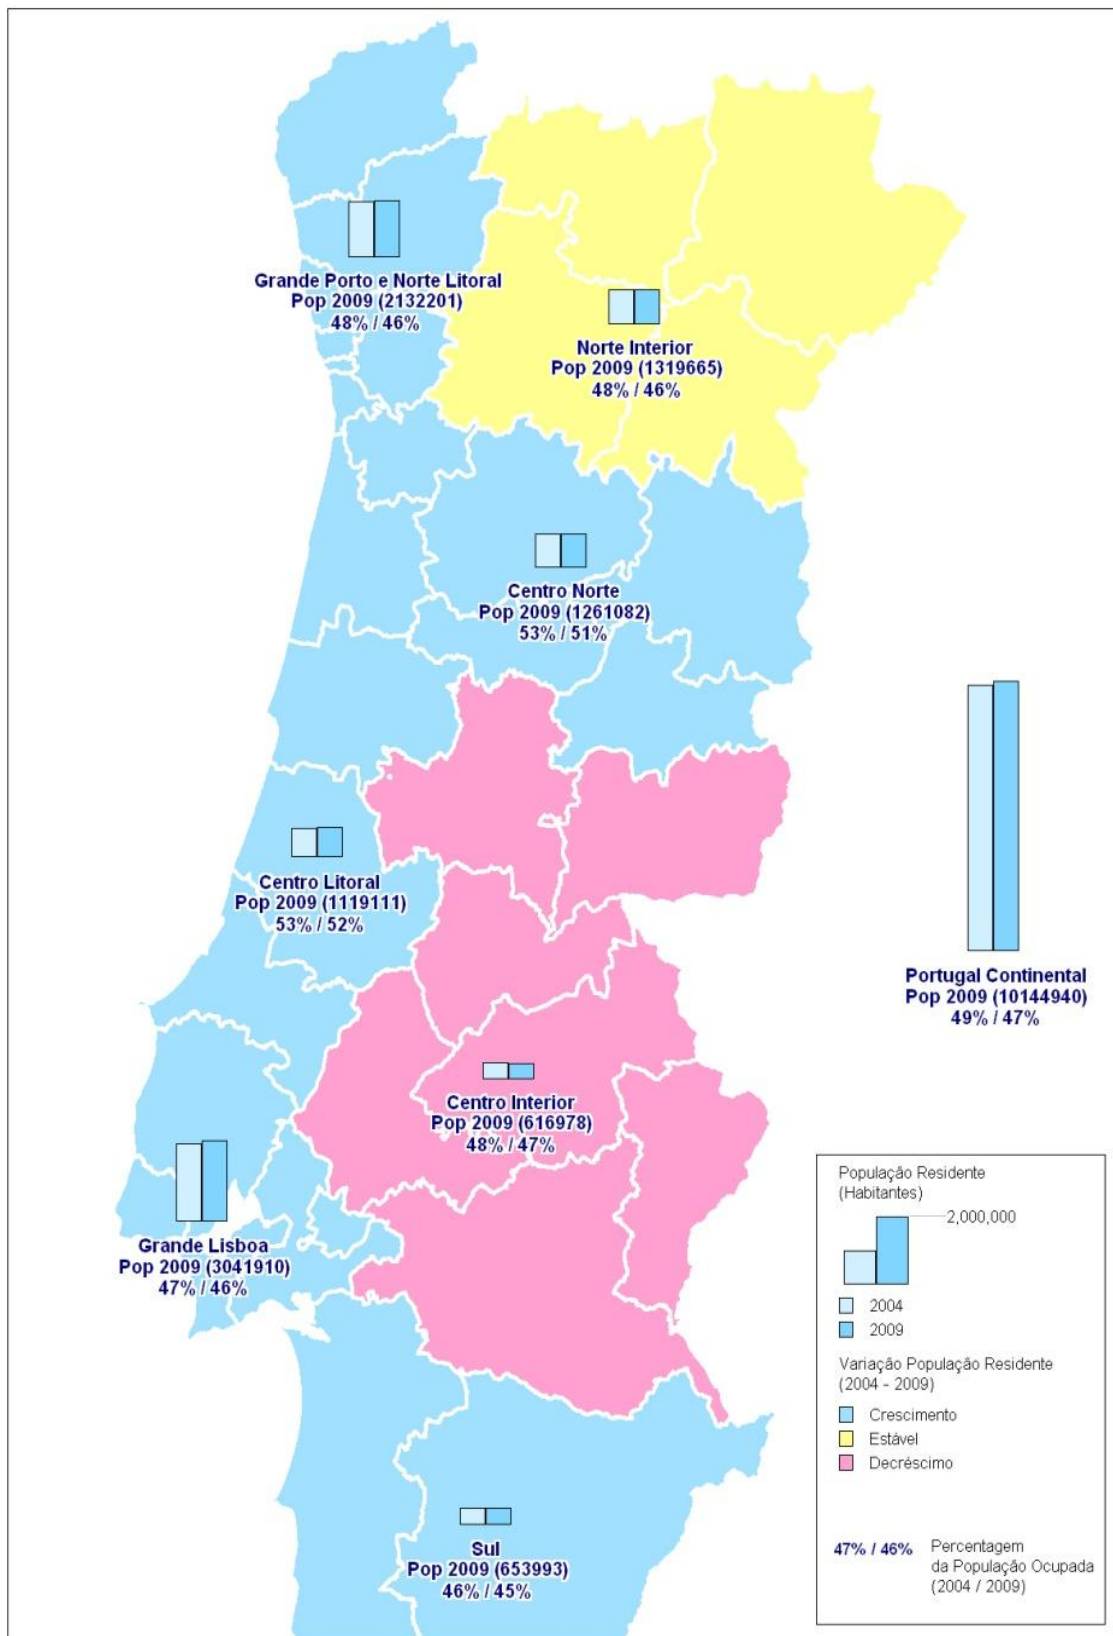 Grande Porto e Norte Litoral
Pop 2009 (2132201)
48% / 46%
Norte Interior
Pop 2009 (1319665)
48% / 46%
Centro Norte
Pop 2009 (1261082)
53% / 51%
Centro Litoral
Pop 2009 (1119111)
53% / 52%
Portugal Continental
Pop 2009 (10144940)
49% / 47%
Centro Interior
Pop 2009 (616978)
48% / 47%
Grande Lisboa
Pop 2009 (3041910)
47% / 46%
Sul
Pop 2009 (653993)
46% / 45%
População Residente
(Habitantes)
2,000,000
2004
2009
Variação População Residente
(2004 - 2009)
Crescimento
Estável
Decréscimo
47% / 46% Percentagem
da População Ocupada
(2004 / 2009)